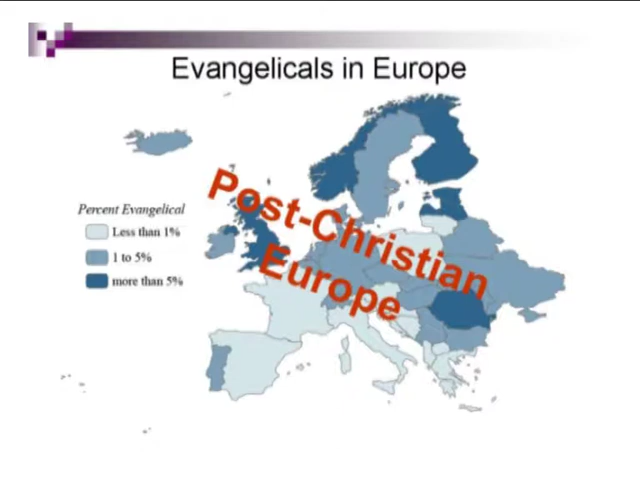 Evangelicals in Europe
Post-Christian
Europe
Percent Evangelical
Less than 1%
1 to 5%
more than 5%